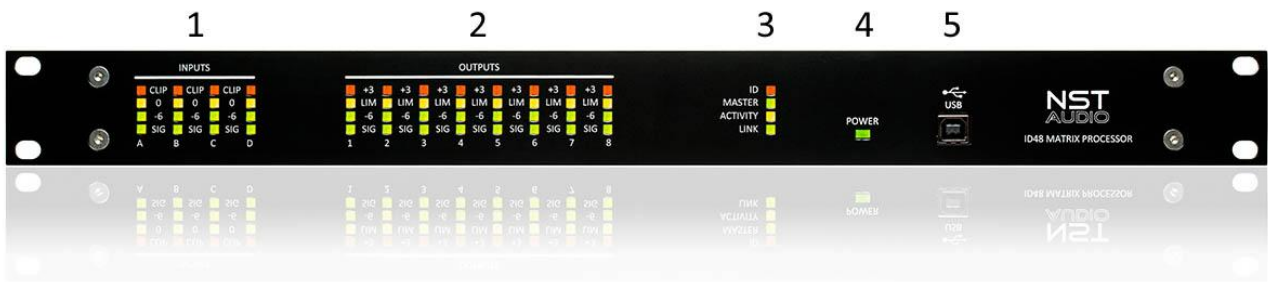 1 2 3 4 5
INPUTS OUTPUTS
CLIP CLIP CLIP +3 +3 +3 +3 +3 +3 +3 ID
0 0 0 LIM LIM LIM LIM LIM LIM LIM MASTER USB NST
-6 -6 -6 -6 -6 -6 -6 -6 -6 -6 ACTIVITY POWER AUDIO
SIG SIG SIG SIG SIG SIG SIG SIG SIG SIG LINK ID48 MATRIX PROCESSOR
A B C D 1 2 3 4 5 6 7 8